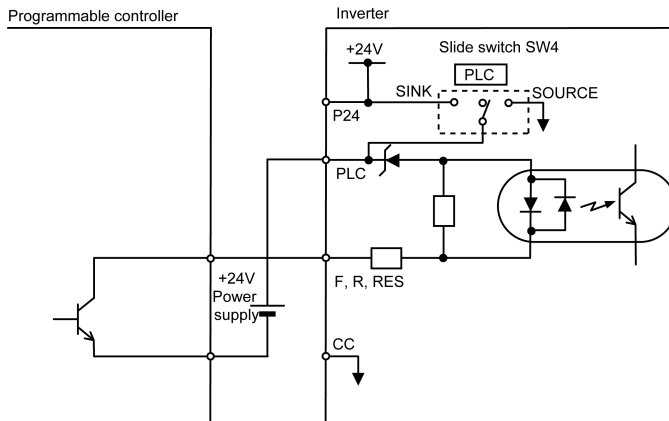 Programmable controller
Inverter
+24V
Slide switch SW4
PLC
SINK
SOURCE
P24
PLC
+24V
Power
supply
F, R, RES
CC